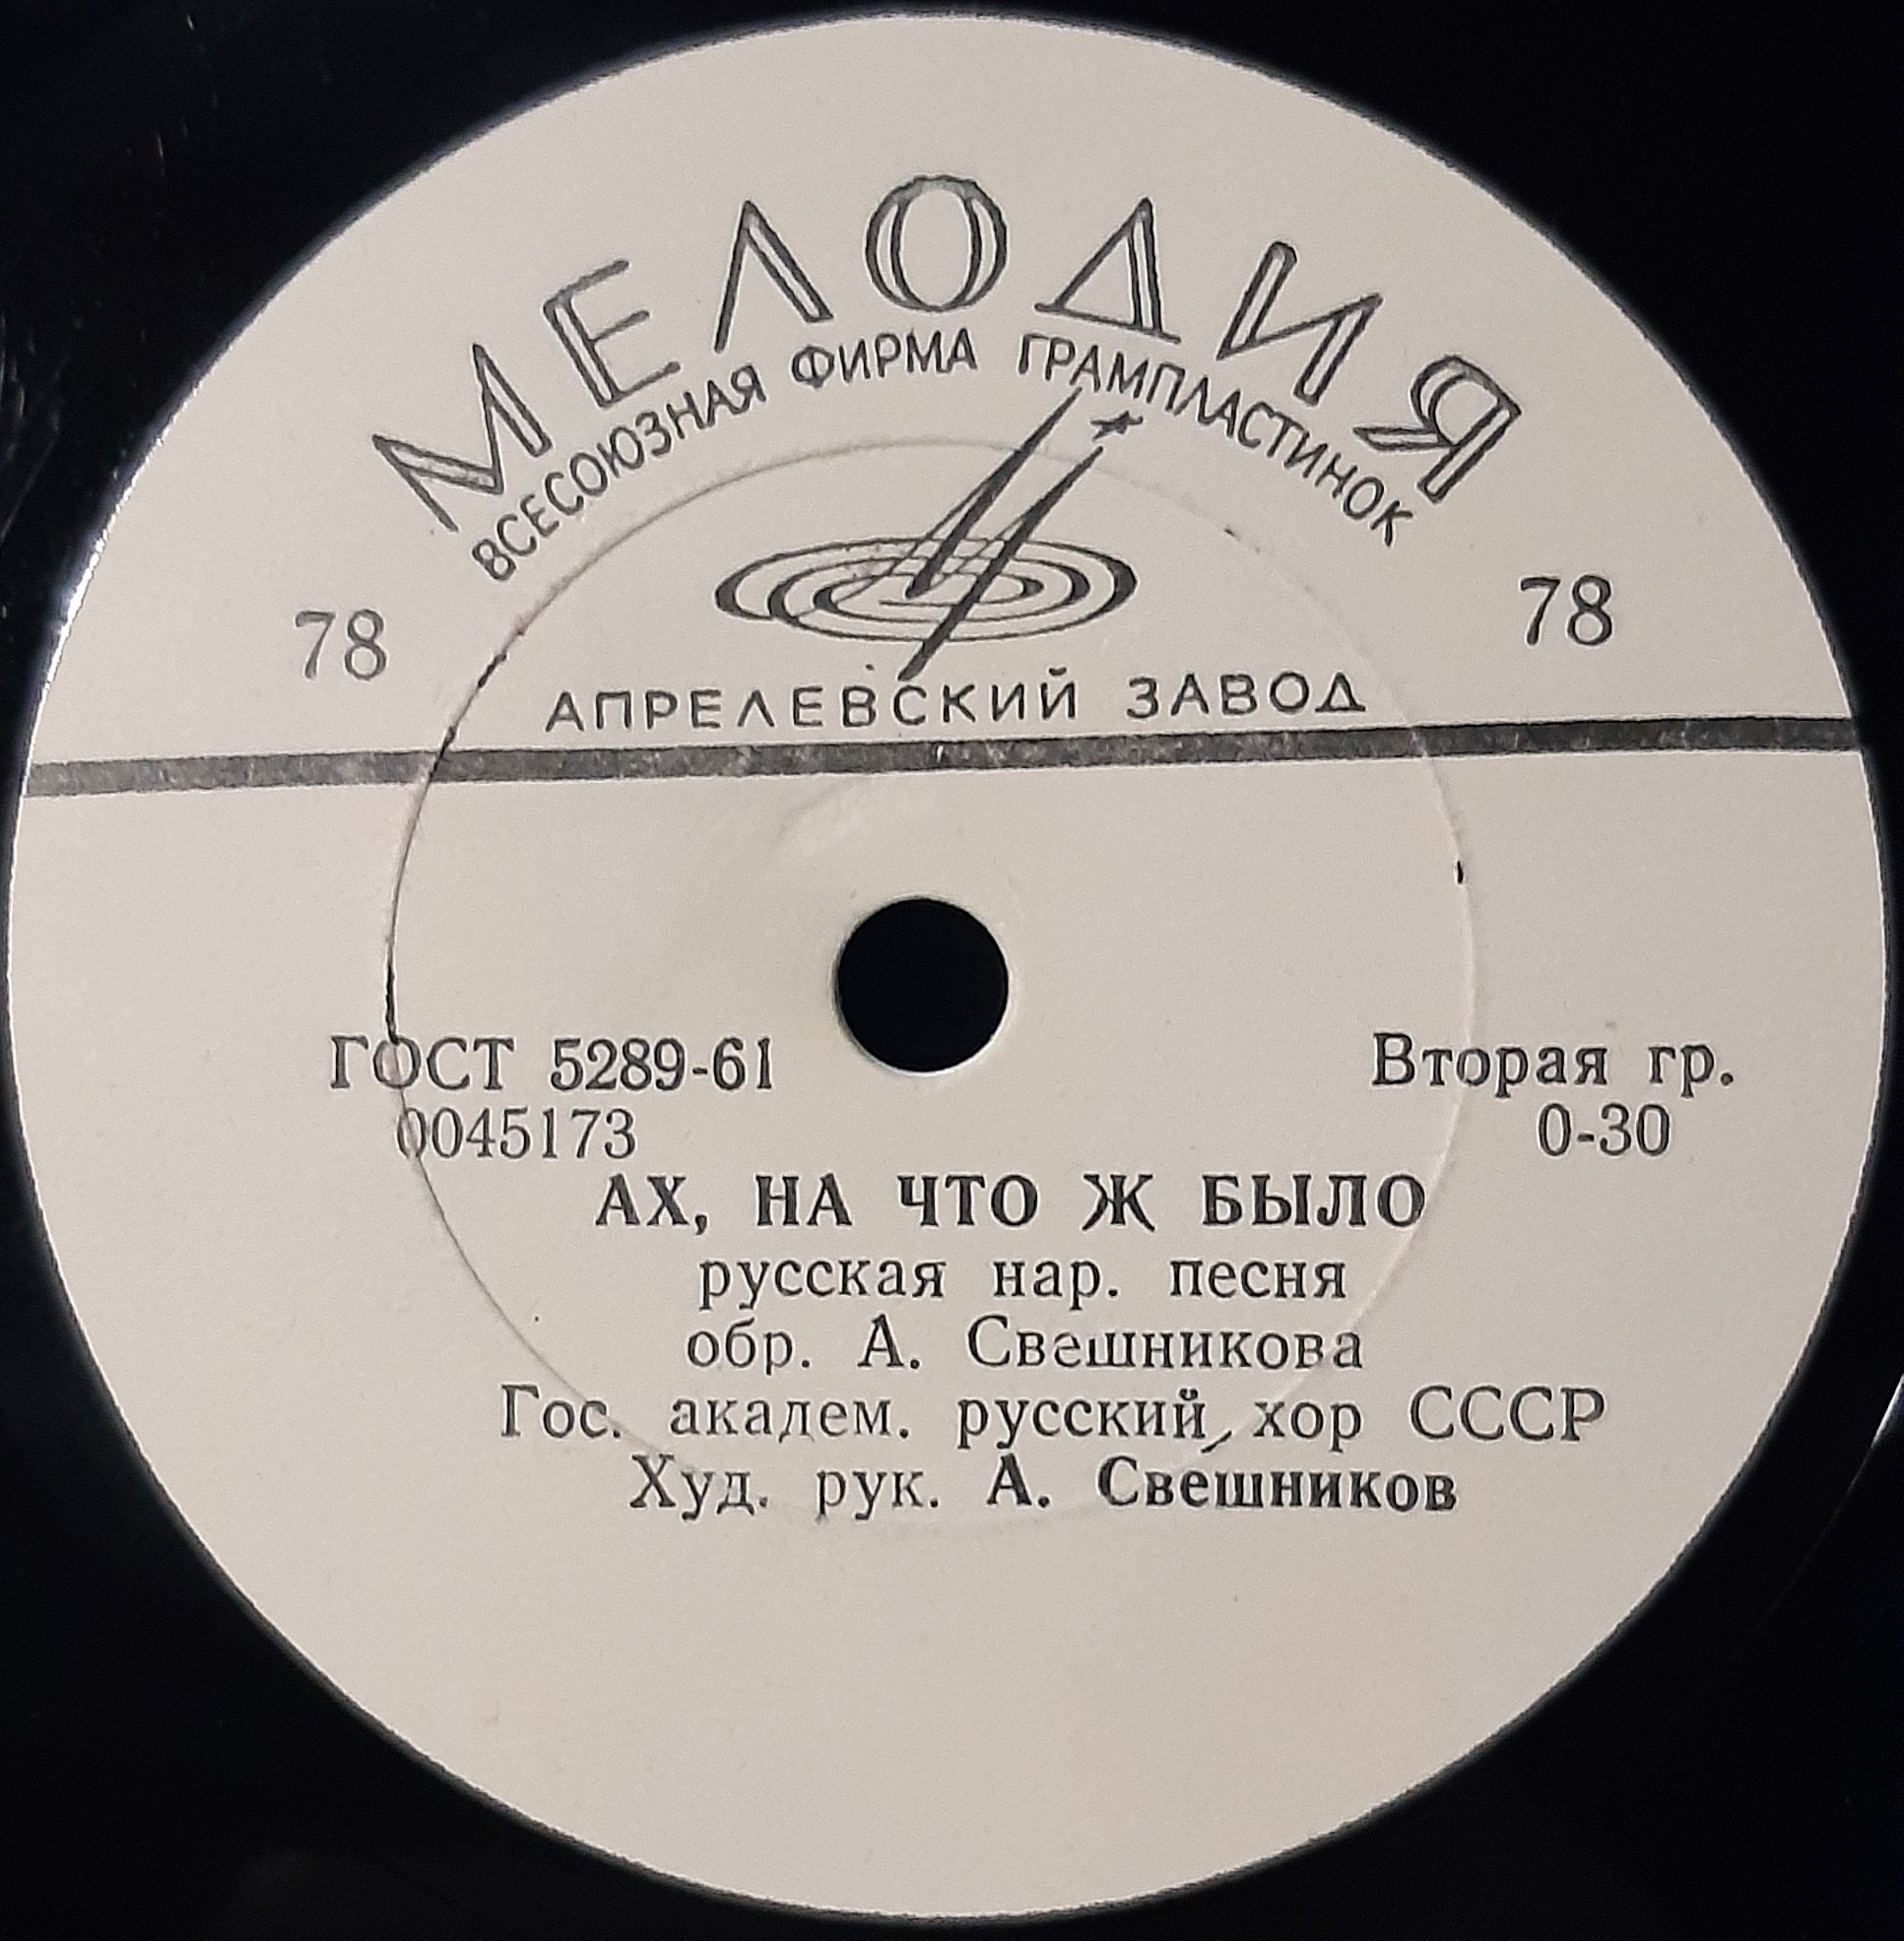 МЕЛОДИЯ
ВСЕСОЮЗНАЯ ФИРМА ГРАМПЛАСТИНОК
78
78
АПРЕЛЕВСКИЙ ЗАВОД
ГОСТ 5289-61
Вторая гр.
0045173
0-30
АХ, НА ЧТО Ж БЫЛО
русская нар. песня
обр. А. Свешникова
Гос. академ. русский хор СССР
Худ. рук. А. Свешников